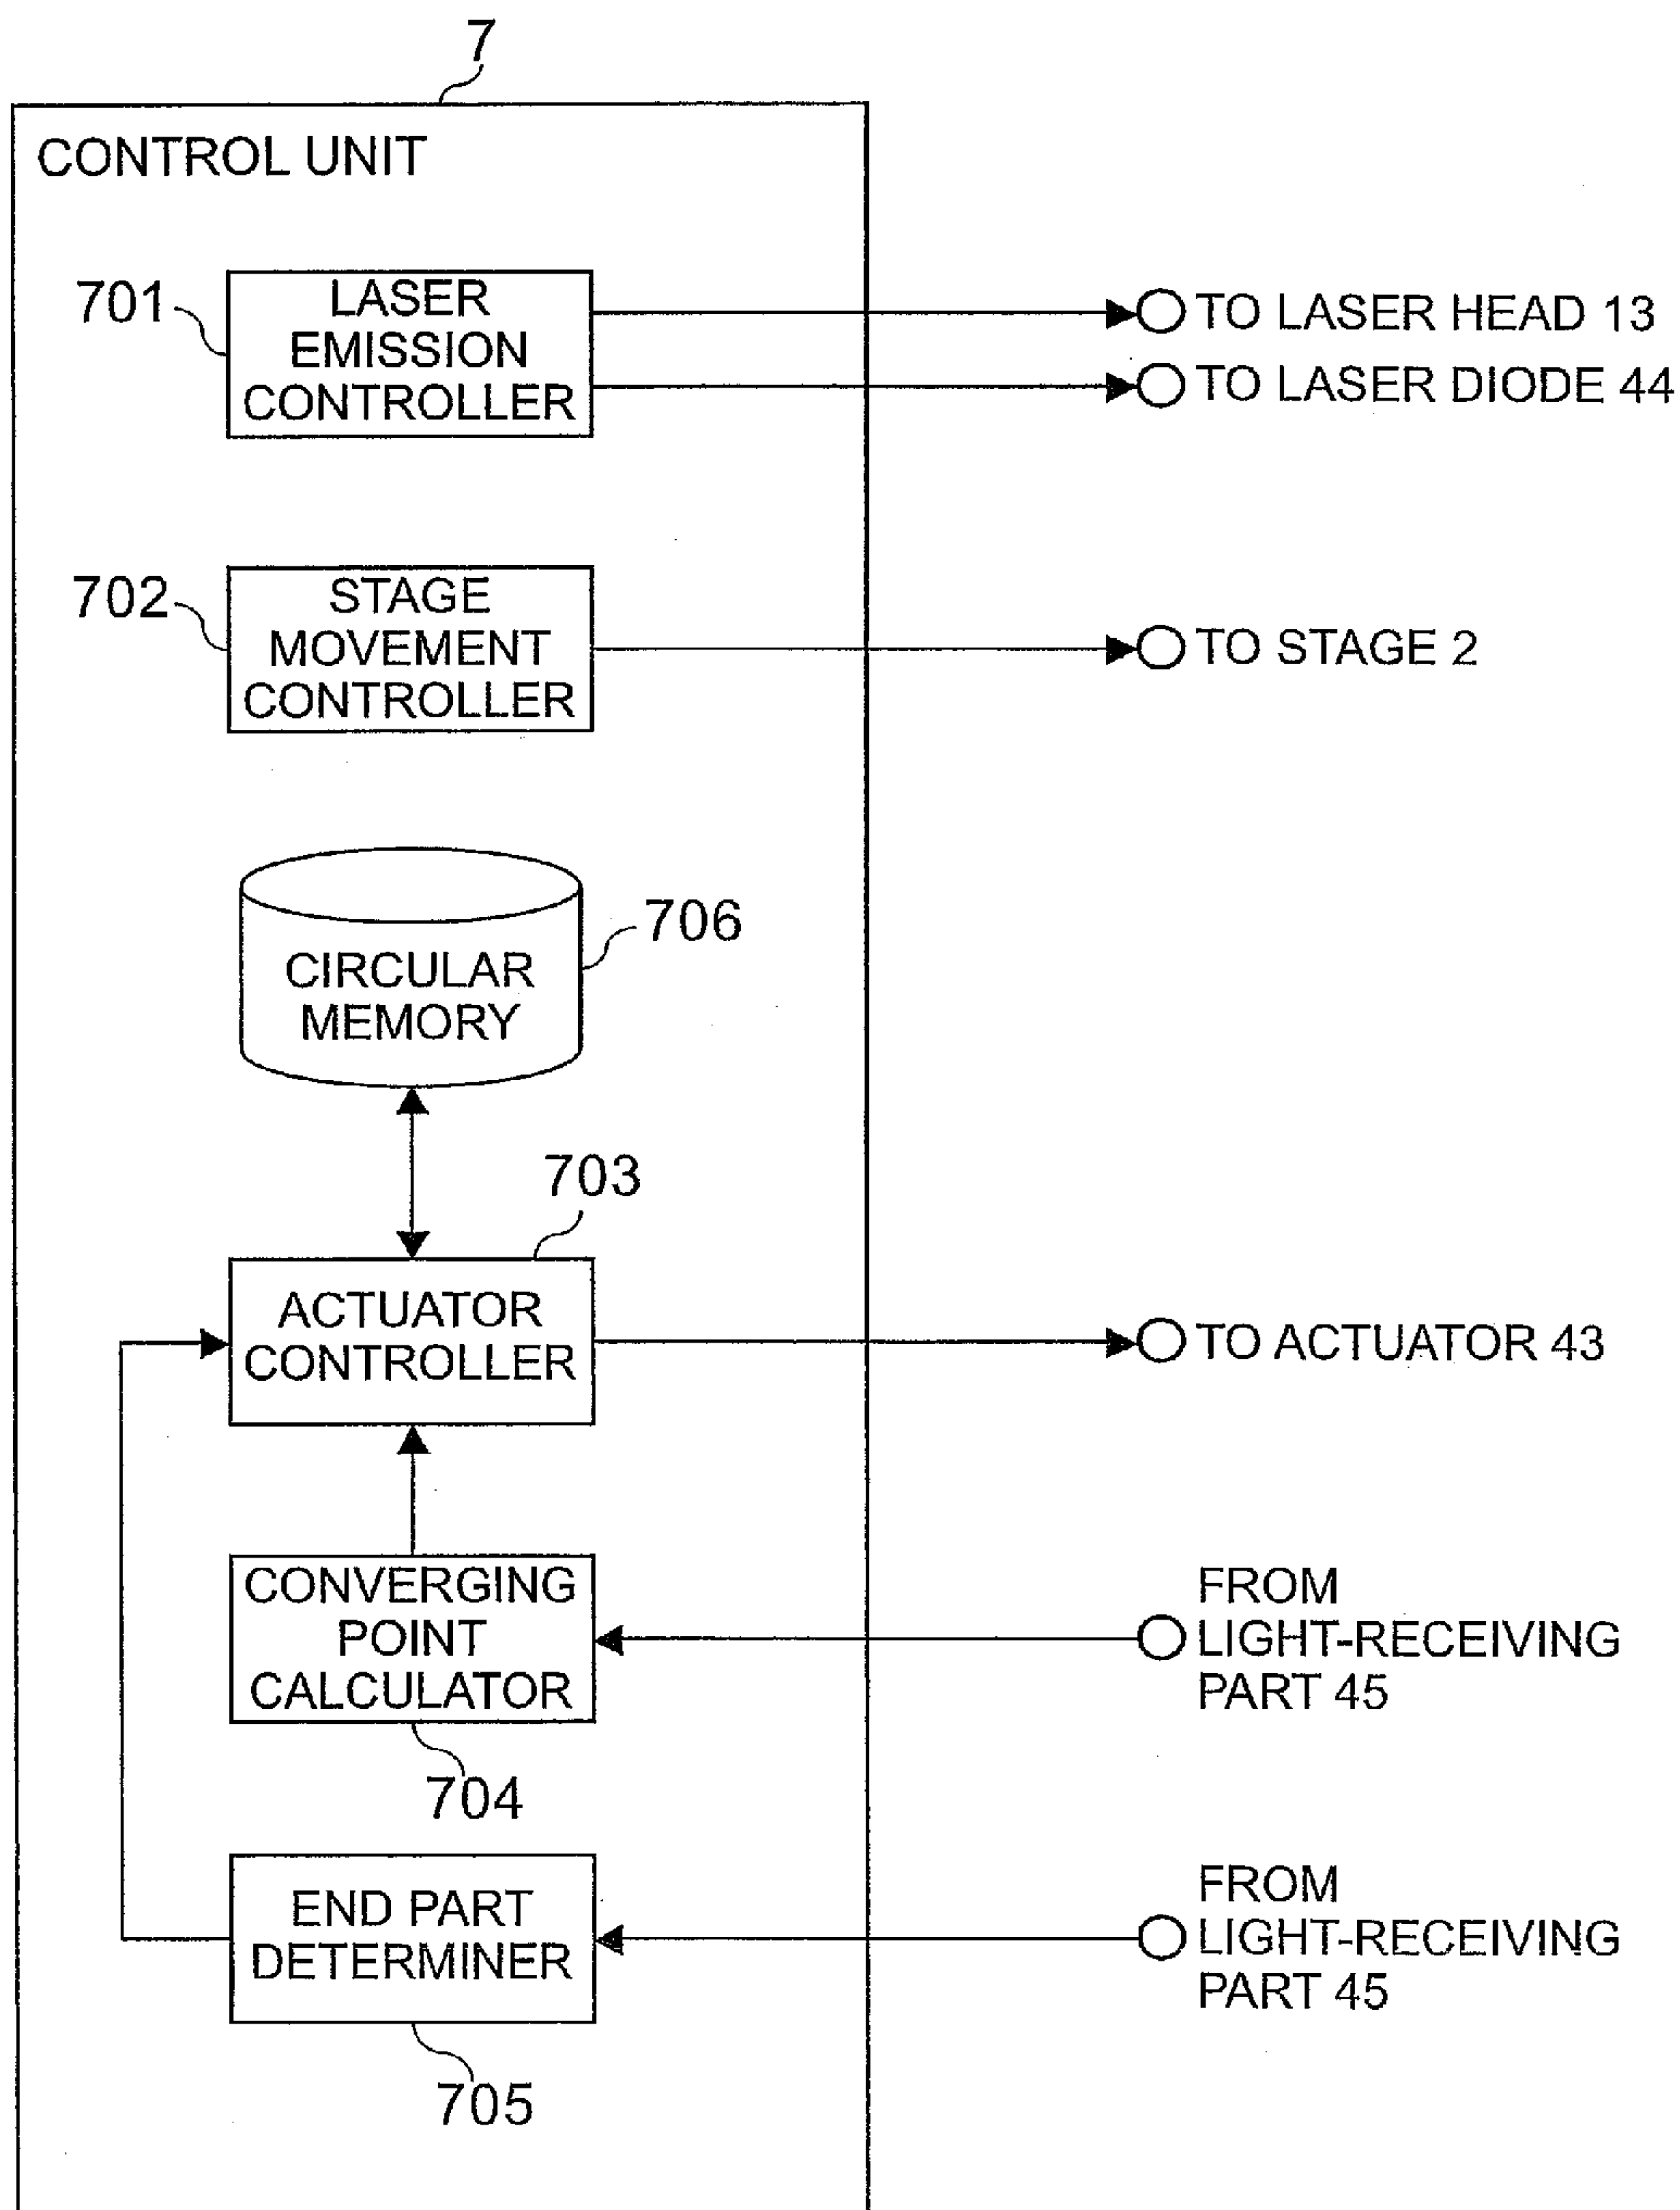 7
CONTROL UNIT
701
LASER
EMISSION
CONTROLLER
TO LASER HEAD 13
TO LASER DIODE 44
702
STAGE
MOVEMENT
CONTROLLER
TO STAGE 2
706
CIRCULAR
MEMORY
703
ACTUATOR
CONTROLLER
TO ACTUATOR 43
CONVERGING
POINT
CALCULATOR
FROM
LIGHT-RECEIVING
PART 45
704
END PART
DETERMINER
FROM
LIGHT-RECEIVING
PART 45
705